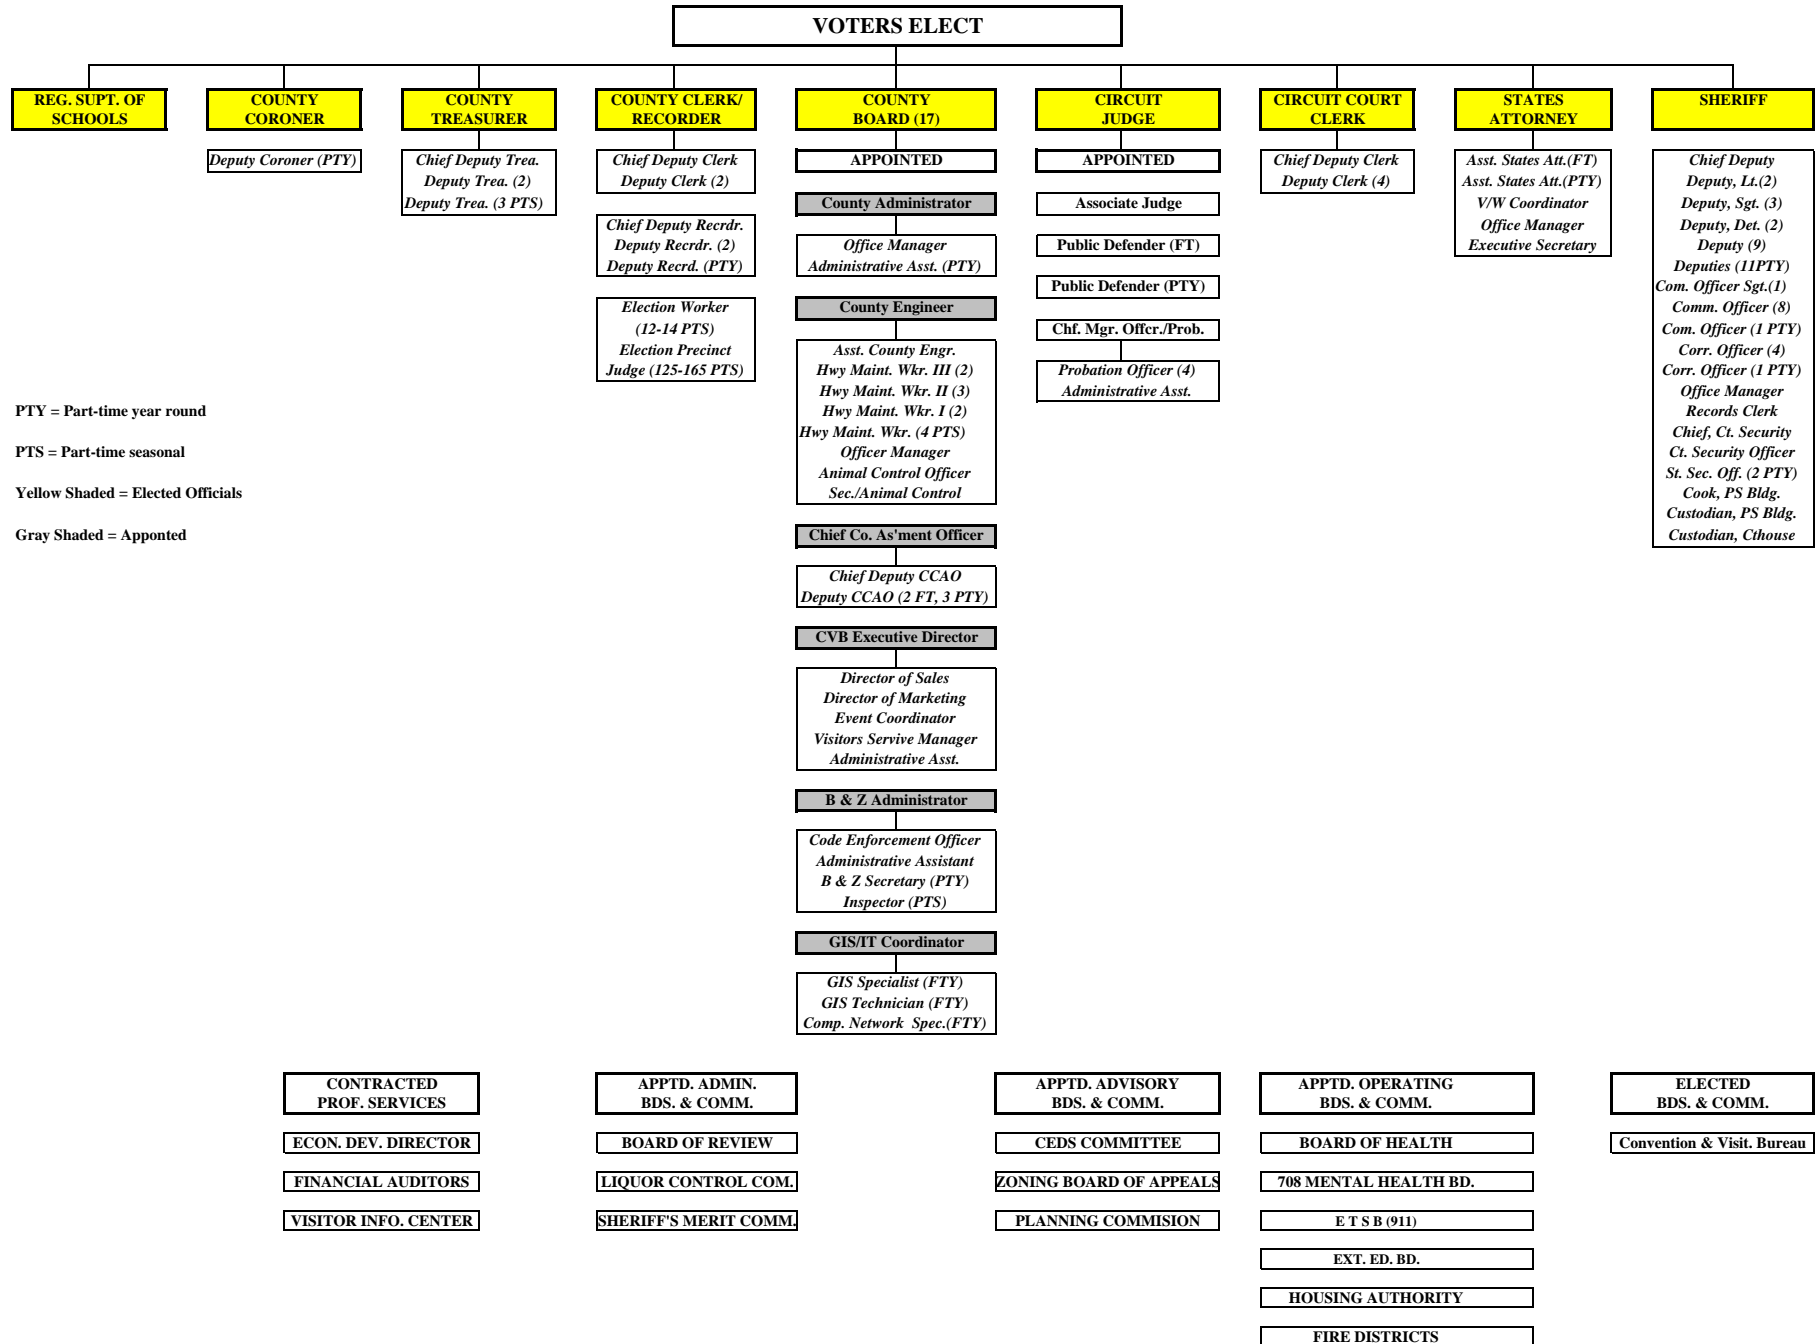 VOTERS ELECT
REG. SUPT. OF
SCHOOLS
COUNTY
CORONER
Deputy Coroner (PTY)
COUNTY
TREASURER
Chief Deputy Trea.
Deputy Trea. (2)
Deputy Trea. (3 PTS)
COUNTY CLERK/
RECORDER
Chief Deputy Clerk
Deputy Clerk (2)
Chief Deputy Recrdr.
Deputy Recrdr. (2)
Deputy Recrd. (PTY)
Election Worker
(12-14 PTS)
Election Precinct
Judge (125-165 PTS)
COUNTY
BOARD (17)
APPOINTED
County Administrator
Office Manager
Administrative Asst. (PTY)
County Engineer
Asst. County Engr.
Hwy Maint. Wkr. III (2)
Hwy Maint. Wkr. II (3)
Hwy Maint. Wkr. I (2)
Hwy Maint. Wkr. (4 PTS)
Officer Manager
Animal Control Officer
Sec./Animal Control
Chief Co. As'ment Officer
Chief Deputy CCAO
Deputy CCAO (2 FT, 3 PTY)
CVB Executive Director
Director of Sales
Director of Marketing
Event Coordinator
Visitors Servive Manager
Administrative Asst.
B & Z Administrator
Code Enforcement Officer
Administrative Assistant
B & Z Secretary (PTY)
Inspector (PTS)
GIS/IT Coordinator
GIS Specialist (FTY)
GIS Technician (FTY)
Comp. Network Spec.(FTY)
CIRCUIT
JUDGE
APPOINTED
Associate Judge
Public Defender (FT)
Public Defender (PTY)
Chf. Mgr. Offcr./Prob.
Probation Officer (4)
Administrative Asst.
CIRCUIT COURT
CLERK
Chief Deputy Clerk
Deputy Clerk (4)
STATES
ATTORNEY
Asst. States Att.(FT)
Asst. States Att.(PTY)
V/W Coordinator
Office Manager
Executive Secretary
SHERIFF
Chief Deputy
Deputy, Lt.(2)
Deputy, Sgt. (3)
Deputy, Det. (2)
Deputy (9)
Deputies (11PTY)
Com. Officer Sgt.(1)
Comm. Officer (8)
Com. Officer (1 PTY)
Corr. Officer (4)
Corr. Officer (1 PTY)
Office Manager
Records Clerk
Chief, Ct. Security
Ct. Security Officer
St. Sec. Off. (2 PTY)
Cook, PS Bldg.
Custodian, PS Bldg.
Custodian, Cthouse
PTY = Part-time year round
PTS = Part-time seasonal
Yellow Shaded = Elected Officials
Gray Shaded = Apponted
CONTRACTED
PROF. SERVICES
ECON. DEV. DIRECTOR
FINANCIAL AUDITORS
VISITOR INFO. CENTER
APPTD. ADMIN.
BDS. & COMM.
BOARD OF REVIEW
LIQUOR CONTROL COM.
SHERIFF'S MERIT COMM.
APPTD. ADVISORY
BDS. & COMM.
CEDS COMMITTEE
ZONING BOARD OF APPEALS
PLANNING COMMISION
APPTD. OPERATING
BDS. & COMM.
BOARD OF HEALTH
708 MENTAL HEALTH BD.
E T S B (911)
EXT. ED. BD.
HOUSING AUTHORITY
FIRE DISTRICTS
ELECTED
BDS. & COMM.
Convention & Visit. Bureau